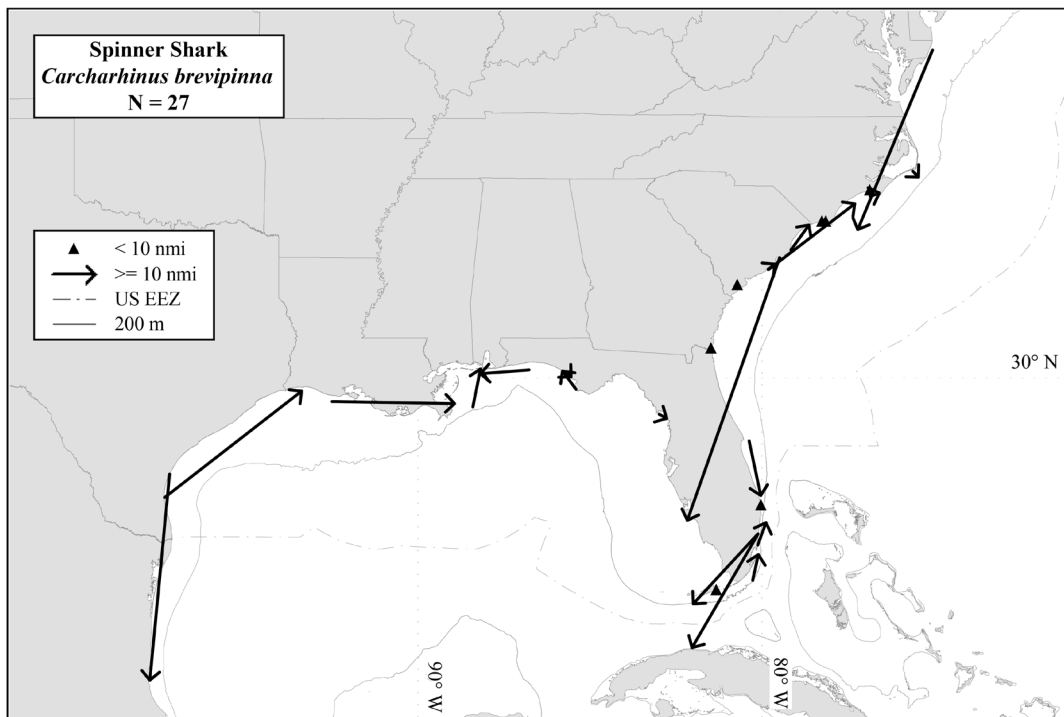 Spinner Shark
Carcharhinus brevipinna
N = 27
< 10 nmi
>= 10 nmi
US EEZ
200 m
30° N
90° W
80° W